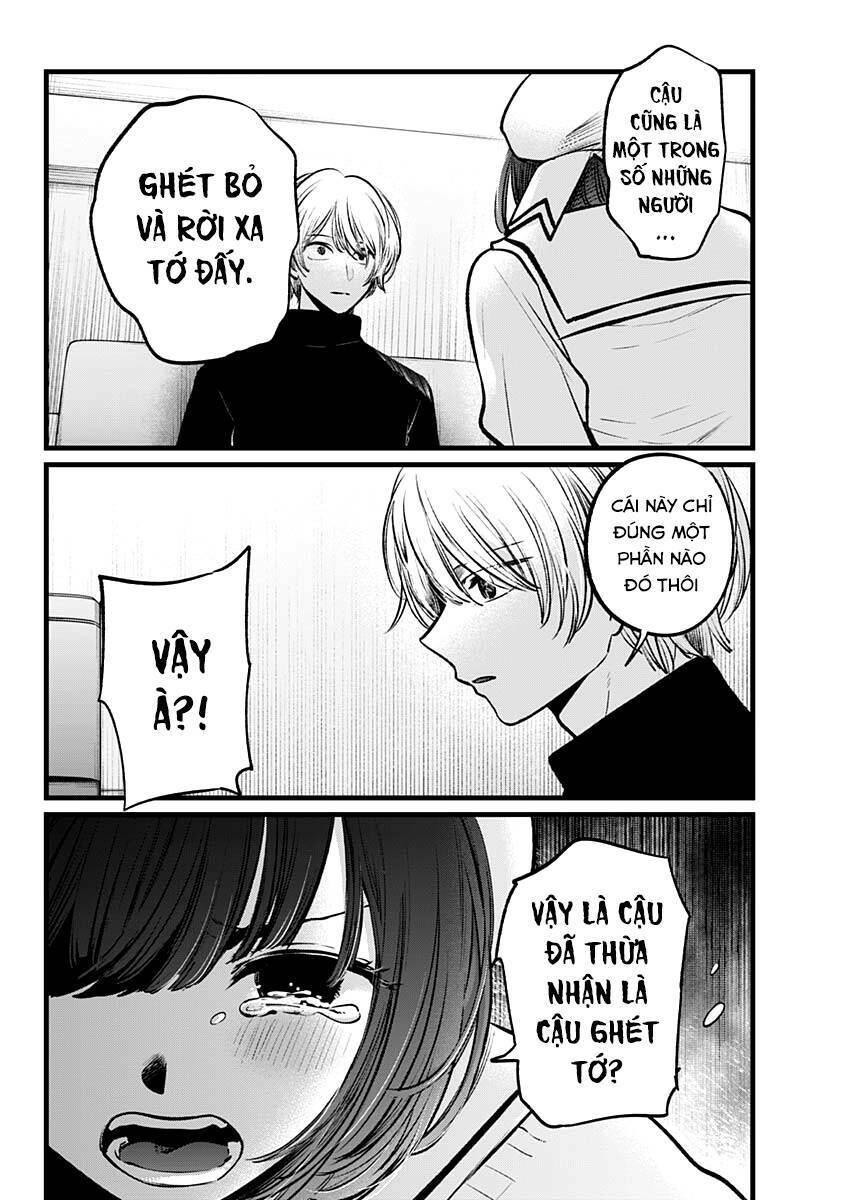 CẬU
CŨNG LÀ
MỘT TRONG
SỐ NHỮNG
NGƯỜI
...
GHÉT BỎ
VÀ RỜI XA
TỚ ĐẤY.
CÁI NÀY CHỈ
ĐÚNG MỘT
PHẦN NÀO
ĐÓ THÔI
VẬY
À?!
VẬY LÀ CẬU
ĐÃ THỪA
NHẬN LÀ
CẬU GHÉT
TỚ?